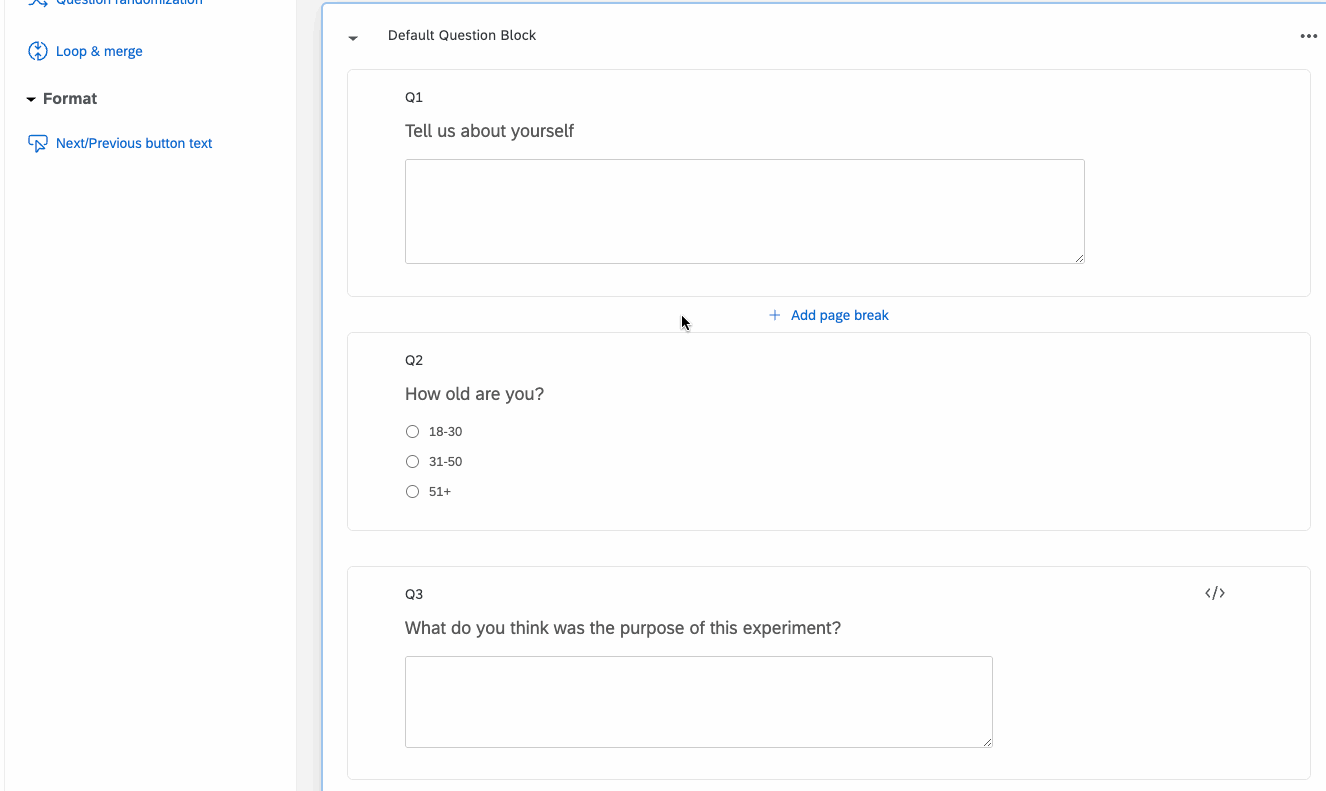 Question randomization
Loop & merge
Format
Next/Previous button text
Default Question Block
Q1
Tell us about yourself
Add page break
Q2
How old are you?
18-30
31-50
51+
Q3
What do you think was the purpose of this experiment?